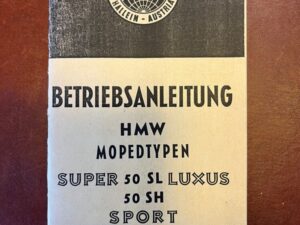 HALLEIN - AUSTRIA
BETRIEBSANLEITUNG
HMW
MOPEDTYPEN
SUPER 50 SL LUXUS
50 SH
SPORT